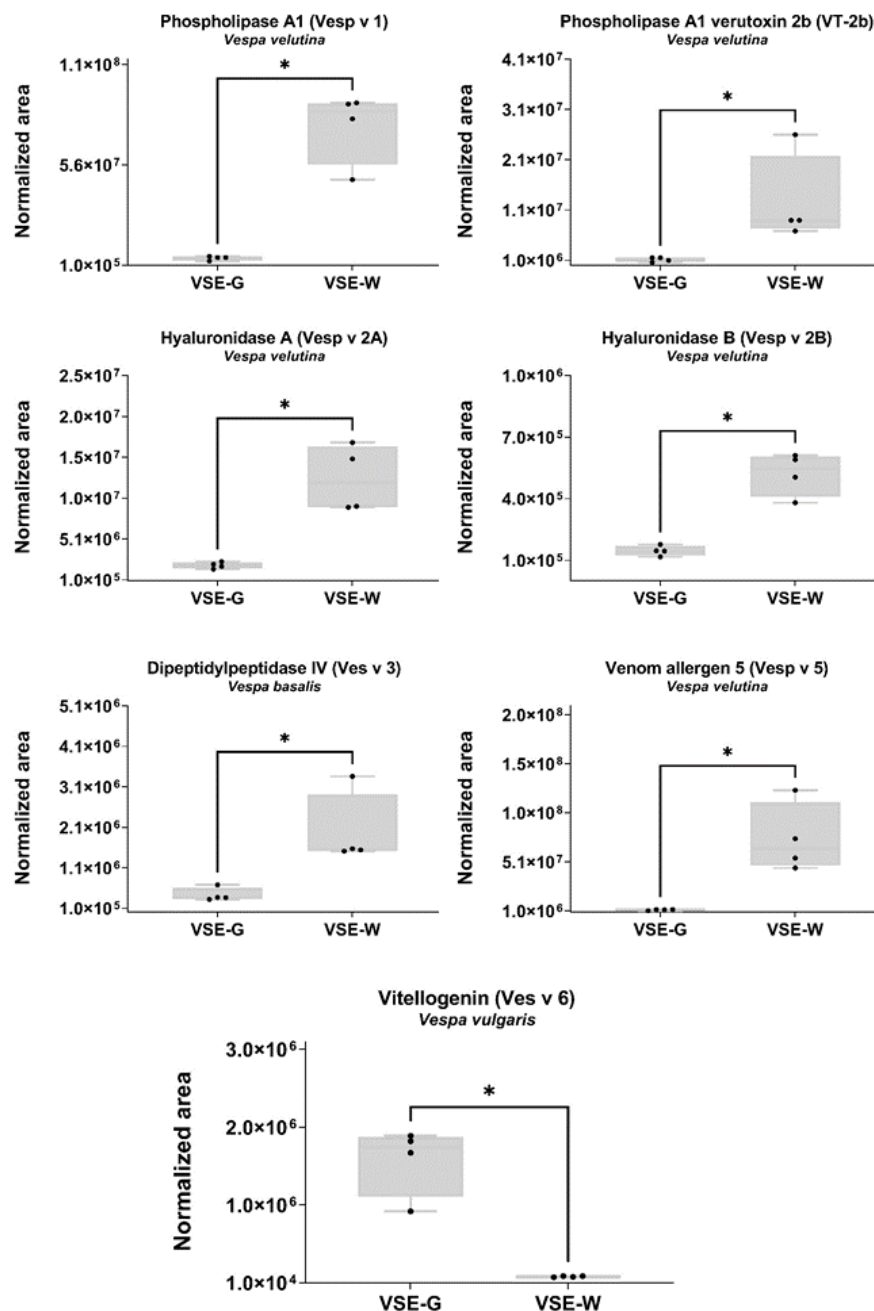 Phospholipase A1 (Vesp v 1)
Vespa velutina
Normalized area
1.1×10⁸
5.6×10⁷
1.0×10⁵
*
VSE-G
VSE-W
Phospholipase A1 verutoxin 2b (VT-2b)
Vespa velutina
Normalized area
4.1×10⁷
3.1×10⁷
2.1×10⁷
1.1×10⁷
1.0×10⁶
*
VSE-G
VSE-W
Hyaluronidase A (Vesp v 2A)
Vespa velutina
Normalized area
2.5×10⁷
2.0×10⁷
1.5×10⁷
1.0×10⁷
5.1×10⁶
1.0×10⁵
*
VSE-G
VSE-W
Hyaluronidase B (Vesp v 2B)
Vespa velutina
Normalized area
1.0×10⁶
7.0×10⁵
4.0×10⁵
1.0×10⁵
*
VSE-G
VSE-W
Dipeptidylpeptidase IV (Ves v 3)
Vespa basalis
Normalized area
5.1×10⁶
4.1×10⁶
3.1×10⁶
2.1×10⁶
1.1×10⁶
1.0×10⁵
*
VSE-G
VSE-W
Venom allergen 5 (Vesp v 5)
Vespa velutina
Normalized area
2.0×10⁸
1.5×10⁸
1.0×10⁸
5.1×10⁷
1.0×10⁶
*
VSE-G
VSE-W
Vitellogenin (Ves v 6)
Vespa vulgaris
Normalized area
3.0×10⁶
2.0×10⁶
1.0×10⁶
1.0×10⁴
*
VSE-G
VSE-W